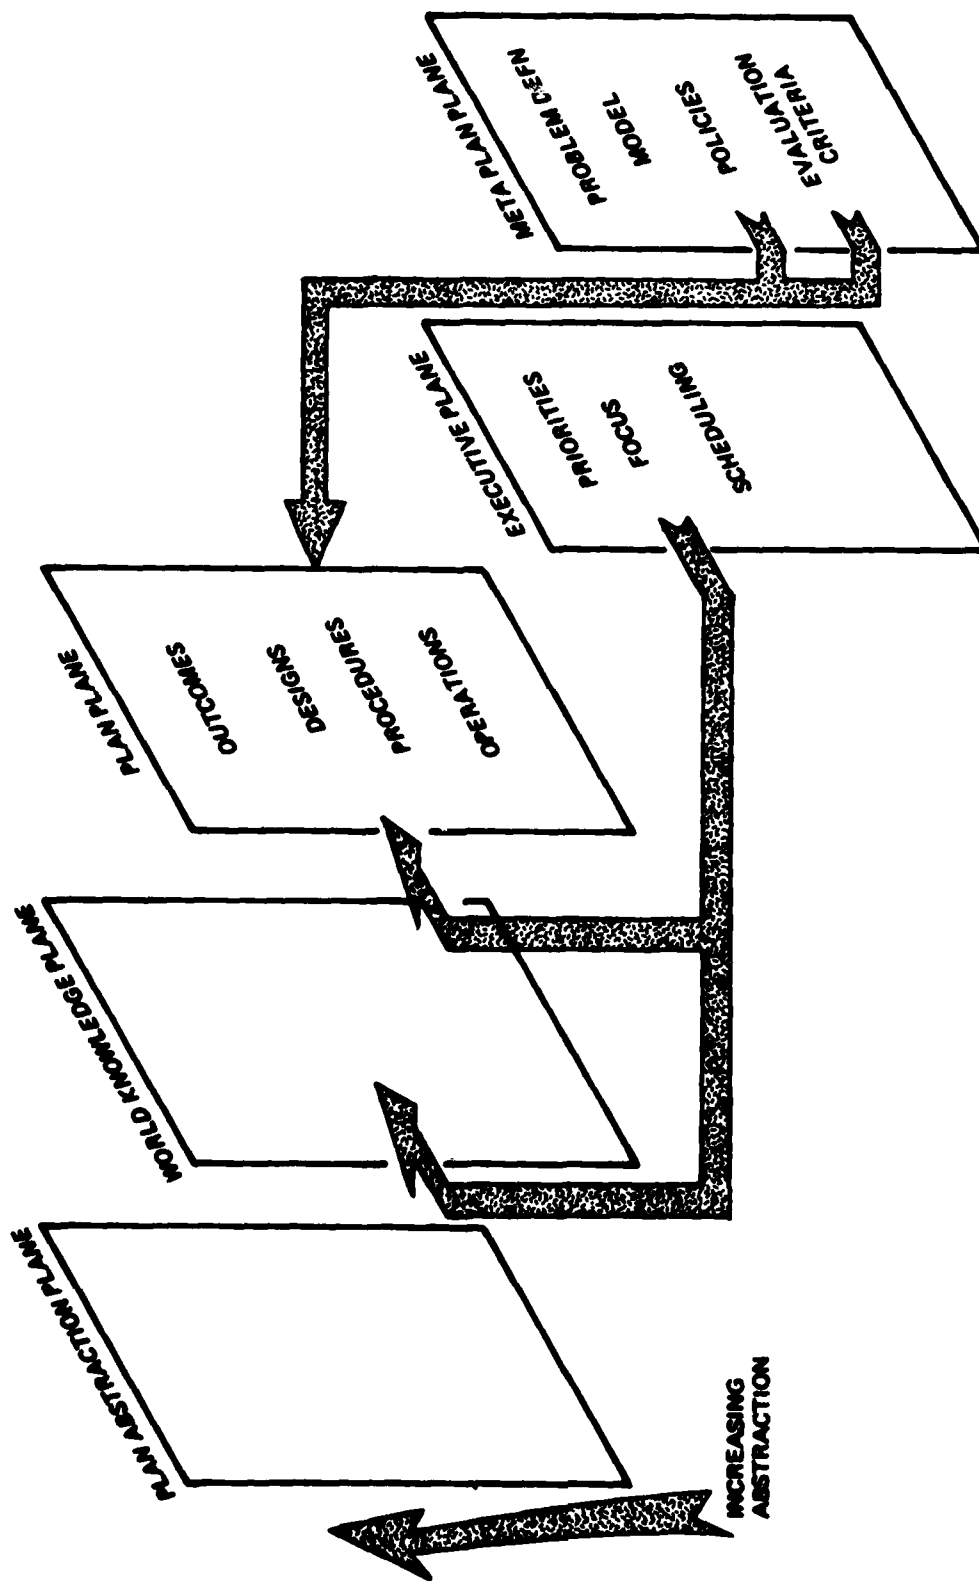 PLAN ABSTRACTION PLANE
WORLD KNOWLEDGE PLANE
PLAN PLANE
OUTCOMES
DESIGNS
PROCEDURES
OPERATIONS
EXECUTIVE PLANE
PRIORITIES
FOCUS
SCHEDULING
META PLAN PLANE
PROBLEM DEFN
MODEL
POLICIES
EVALUATION
CRITERIA
INCREASING
ABSTRACTION